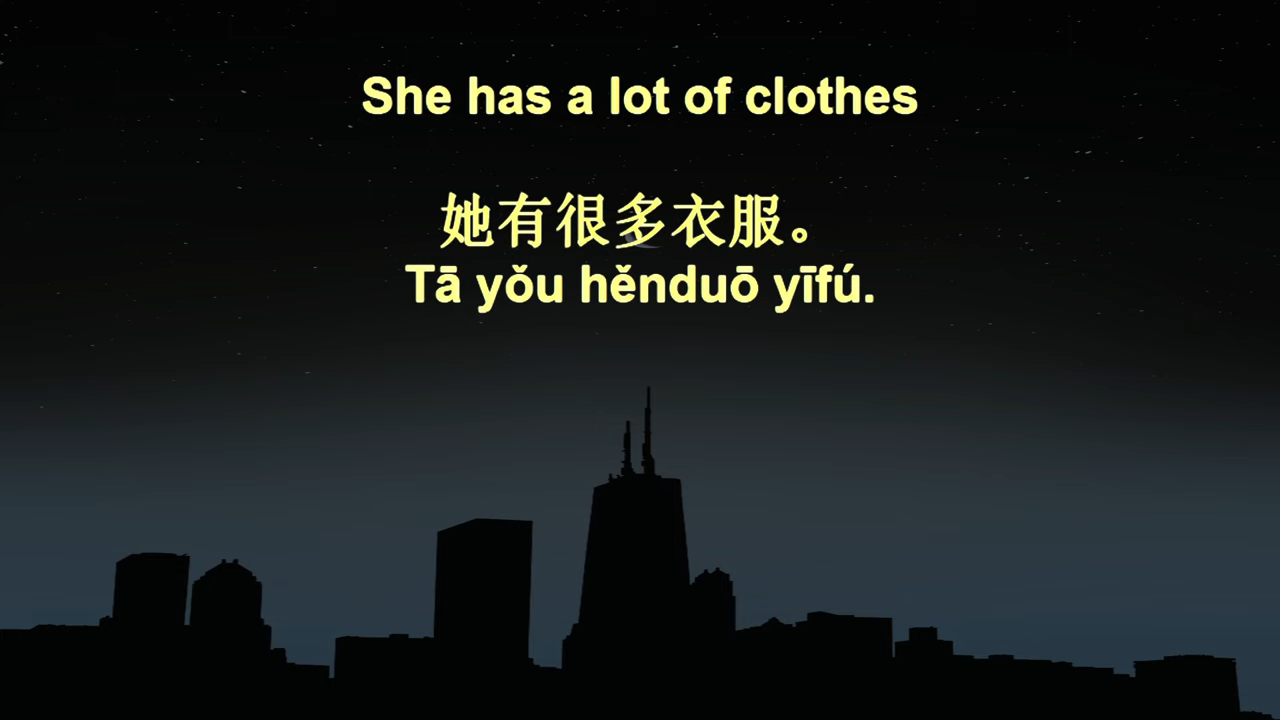 She has a lot of clothes
她有很多衣服。
Tā yǒu hěnduō yīfú.